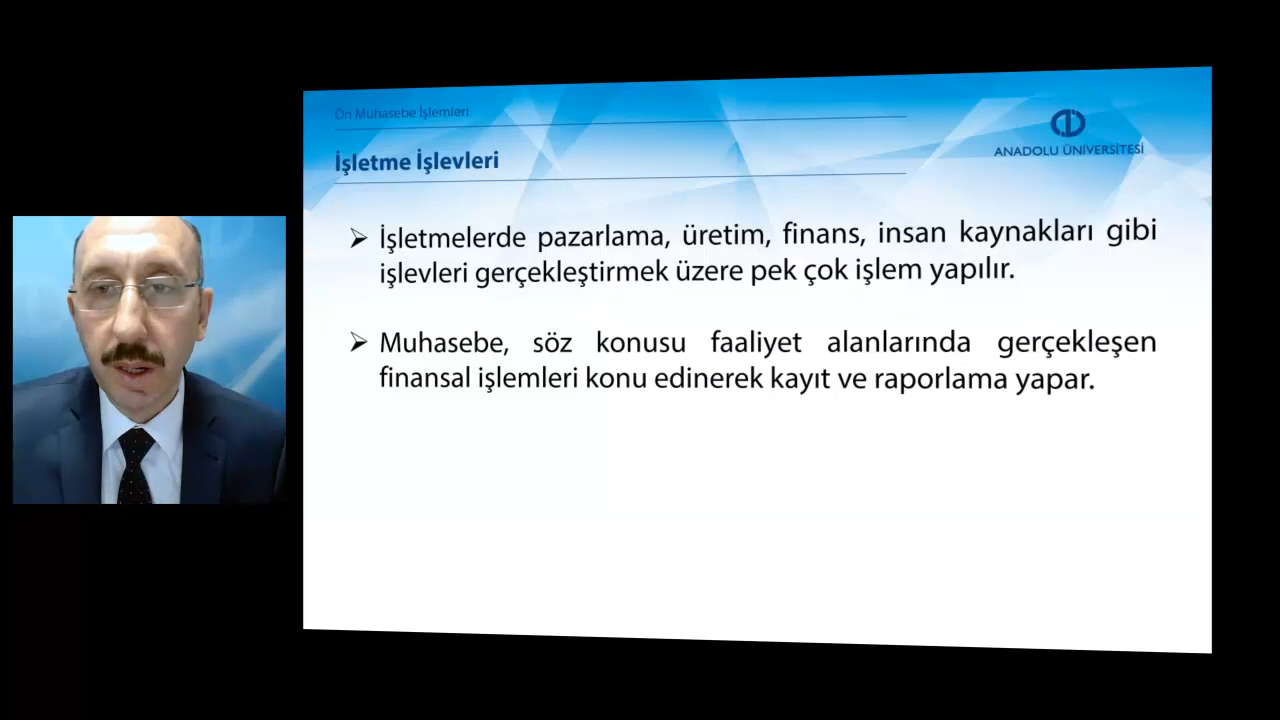 Ön Muhasebe İşlemleri
İşletme İşlevleri
ANADOLU ÜNİVERSİTESİ
➢ İşletmelerde pazarlama, üretim, finans, insan kaynakları gibi
işlevleri gerçekleştirmek üzere pek çok işlem yapılır.
➢ Muhasebe, söz konusu faaliyet alanlarında gerçekleşen
finansal işlemleri konu edinerek kayıt ve raporlama yapar.